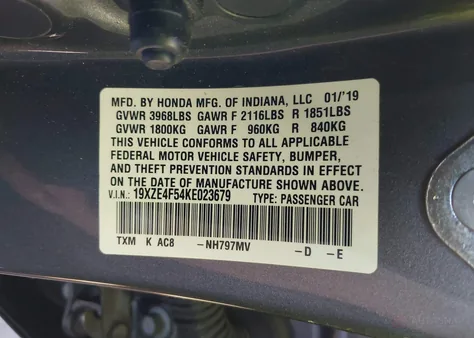 MFD. BY HONDA MFG. OF INDIANA, LLC 01/'19
GVWR 3968LBS GAWR F 2116LBS R 1851LBS
GVWR 1800KG GAWR F 960KG R 840KG
THIS VEHICLE CONFORMS TO ALL APPLICABLE
FEDERAL MOTOR VEHICLE SAFETY, BUMPER,
AND THEFT PREVENTION STANDARDS IN EFFECT
ON THE DATE OF MANUFACTURE SHOWN ABOVE.
V.I.N.: 19XZE4F54KE023679 TYPE: PASSENGER CAR
TXM K AC8 -NH797MV -D -E